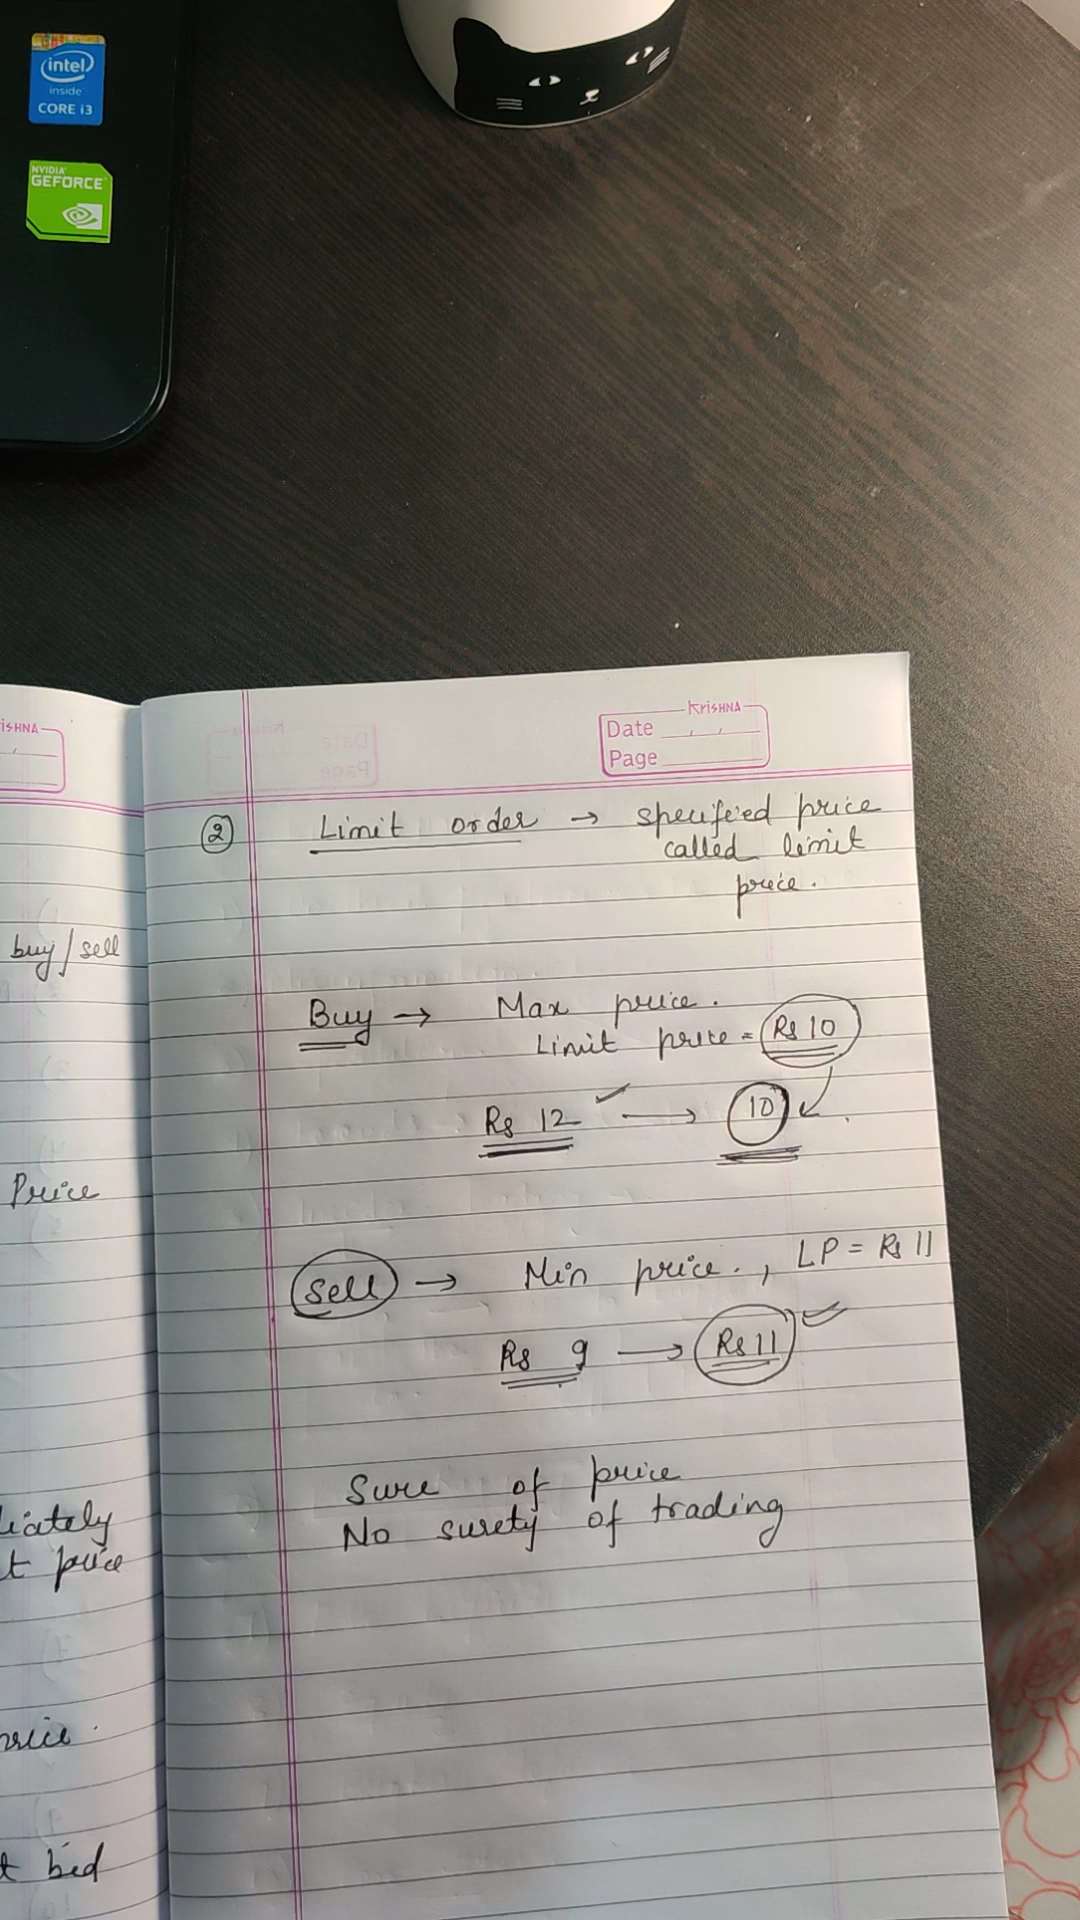 intel
inside
CORE i3
NVIDIA
GEFORCE
KRISHNA
Date
Page
2 Limit order → specified price
called limit
price.
Buy → Max price.
Limit price = Rs 10
Rs 12 → 10
Sell → Min price., LP = Rs 11
Rs 9 → Rs 11
Sure of price
No surety of trading
ISHNA
buy/sell
Price
iately
t price
price.
t bid